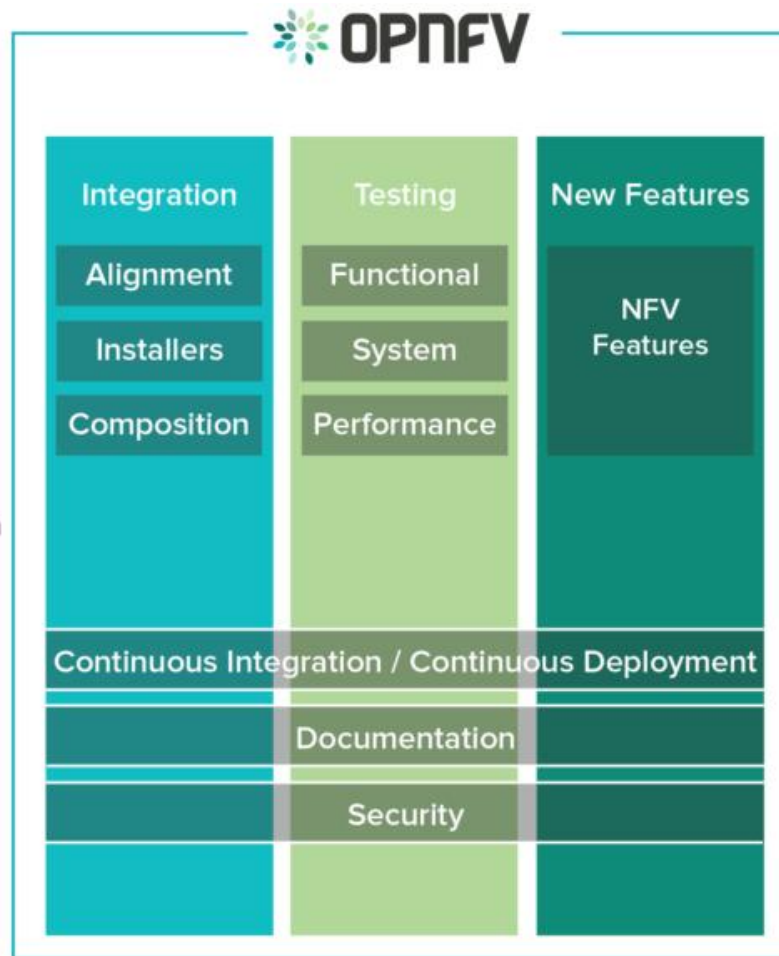 OPNFV
Integration
Alignment
Installers
Composition
Testing
Functional
System
Performance
New Features
NFV
Features
Continuous Integration / Continuous Deployment
Documentation
Security